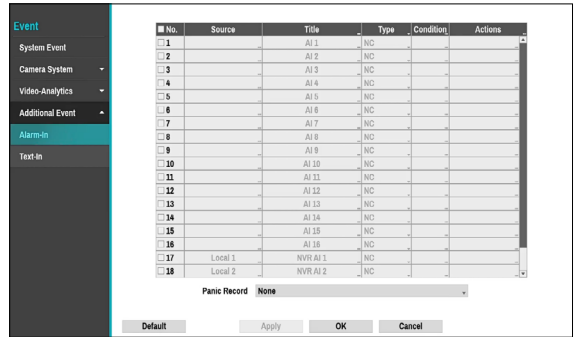 Event
System Event
Camera System
Video-Analytics
Additional Event
Alarm-In
Text-In
No. Source Title Type Condition Actions
1 AI 1 NC
2 AI 2 NC
3 AI 3 NC
4 AI 4 NC
5 AI 5 NC
6 AI 6 NC
7 AI 7 NC
8 AI 8 NC
9 AI 9 NC
10 AI 10 NC
11 AI 11 NC
12 AI 12 NC
13 AI 13 NC
14 AI 14 NC
15 AI 15 NC
16 AI 16 NC
17 Local 1 NVR AI 1 NC
18 Local 2 NVR AI 2 NC
Panic Record None
Default Apply OK Cancel